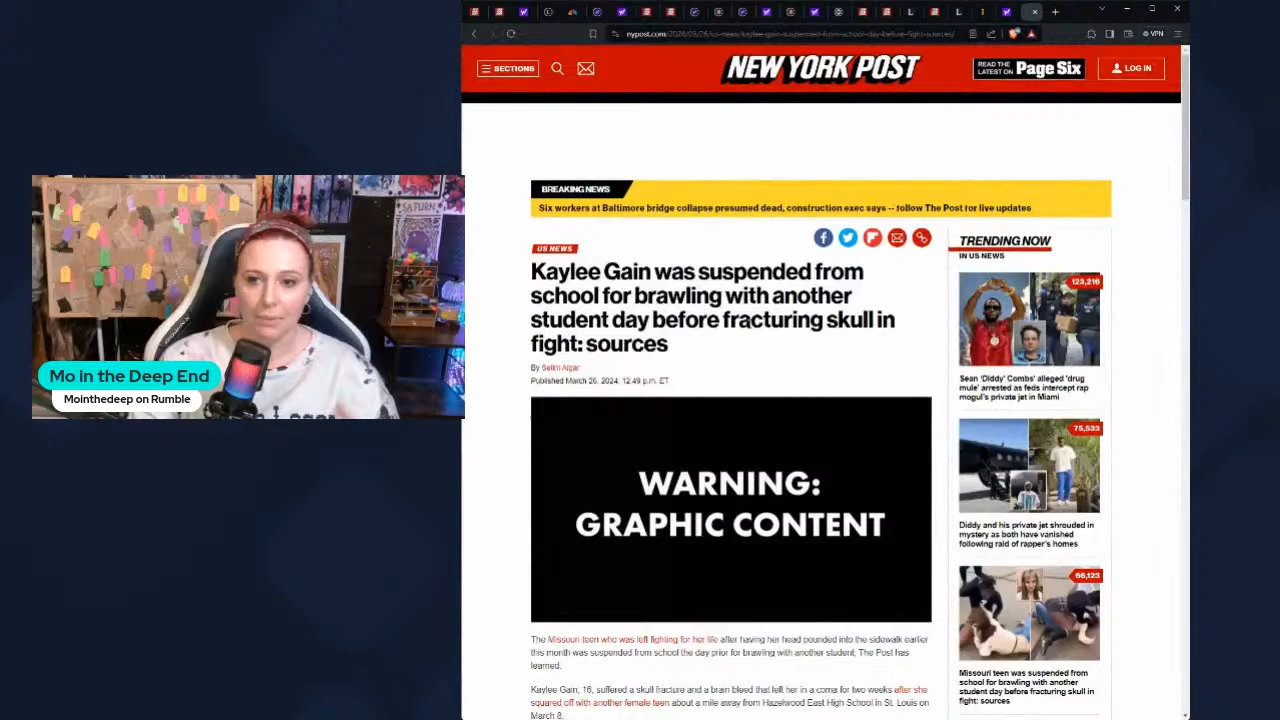 VPN
SECTIONS
NEW YORK POST
READ THE
LATEST ON
Page Six
LOG IN
SATURN
Mo in the Deep End
Mointhedeep on Rumble
BREAKING NEWS
Six workers at Baltimore bridge collapse presumed dead, construction exec says -- follow The Post for live updates
US NEWS
Kaylee Gain was suspended from
school for brawling with another
student day before fracturing skull in
fight: sources
By Selim Algar
Published March 26, 2024, 12:49 p.m. ET
WARNING:
GRAPHIC CONTENT
The Missouri teen who was left fighting for her life after having her head pounded into the sidewalk earlier
this month was suspended from school the day prior for brawling with another student, The Post has
learned.
Kaylee Gain, 16, suffered a skull fracture and a brain bleed that left her in a coma for two weeks after she
squared off with another female teen about a mile away from Hazelwood East High School in St. Louis on
March 8.
TRENDING NOW
IN US NEWS
123,216
Sean 'Diddy' Combs' alleged 'drug
mule' arrested as feds intercept rap
mogul's private jet in Miami
75,533
Diddy and his private jet shrouded in
mystery as both have vanished
following raid of rapper's homes
66,123
Missouri teen was suspended from
school for brawling with another
student day before fracturing skull in
fight: sources